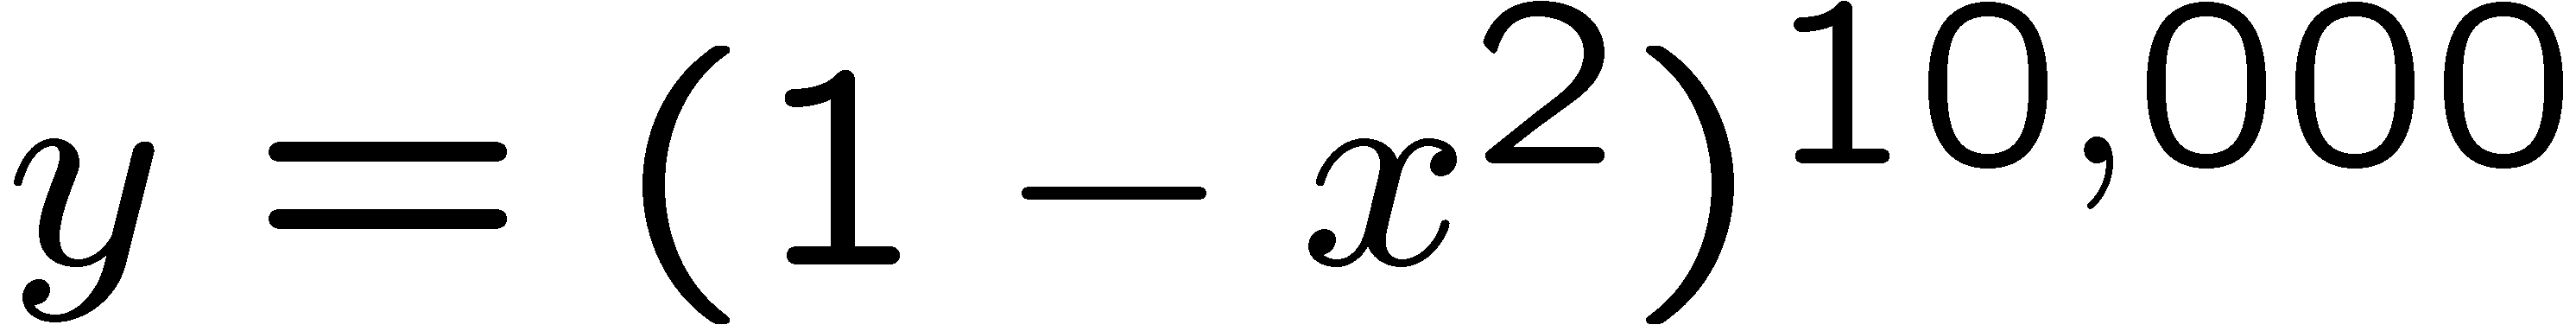 y = (1 − x²)¹⁰,⁰⁰⁰